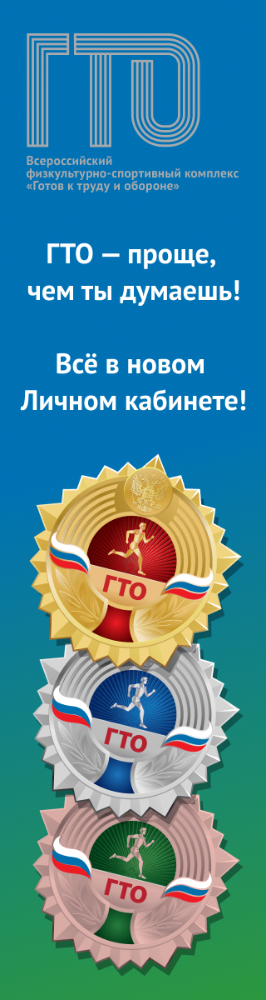 ГТО
Всероссийский
физкультурно-спортивный комплекс
«Готов к труду и обороне»
ГТО — проще,
чем ты думаешь!
Всё в новом
Личном кабинете!
ГТО
ГТО
ГТО